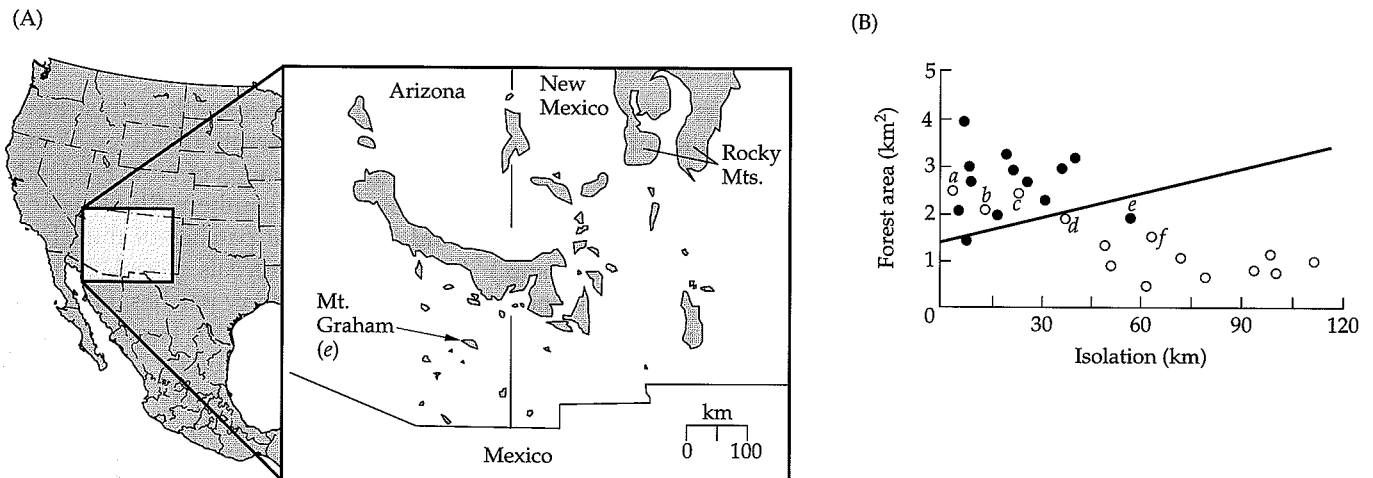 (A)
Arizona
New
Mexico
Rocky
Mts.
Mt.
Graham
(e)
Mexico
km
0 100
(B)
5
4
3
2
1
0
Forest area (km²)
a
b
c
d
e
f
30 60 90 120
Isolation (km)